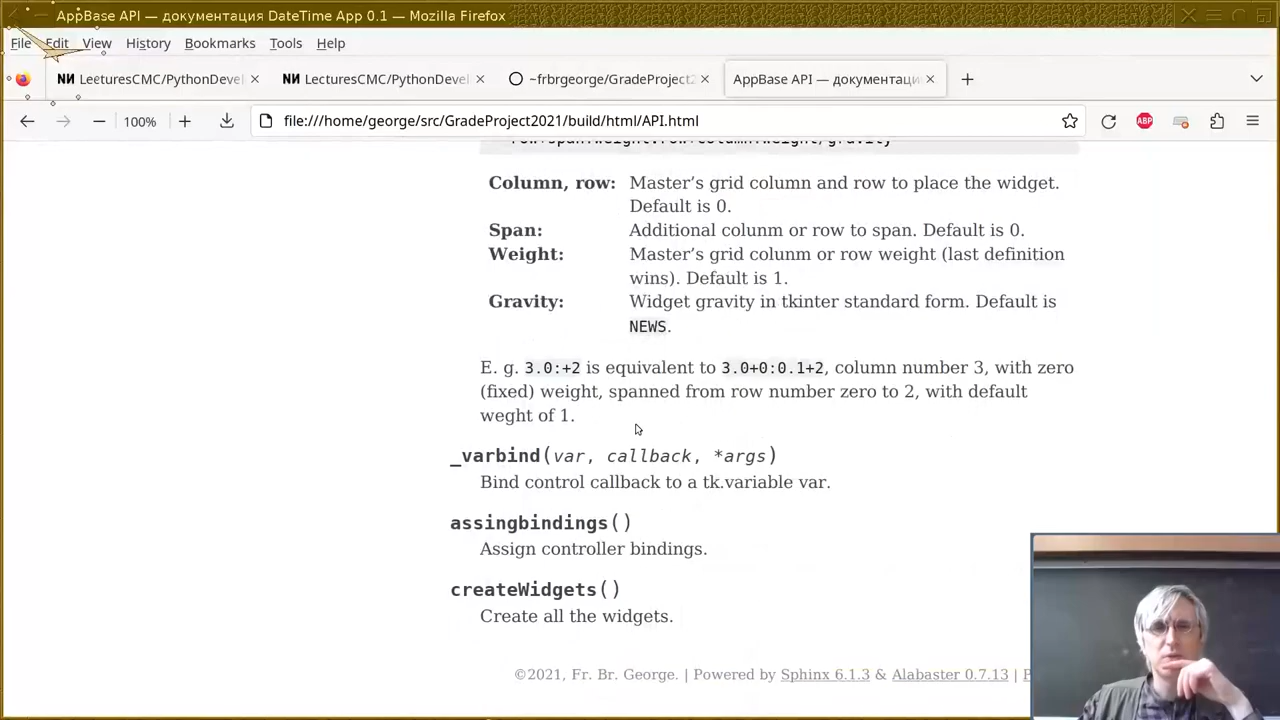 AppBase API — документация DateTime App 0.1 — Mozilla Firefox
File Edit View History Bookmarks Tools Help
LecturesCMC/PythonDevel LecturesCMC/PythonDevel ~frbrgeorge/GradeProject2 AppBase API — документаци
100% file:///home/george/src/GradeProject2021/build/html/API.html ABP
Column, row: Master’s grid column and row to place the widget.
Default is 0.
Span: Additional colunm or row to span. Default is 0.
Weight: Master’s grid colunm or row weight (last definition
wins). Default is 1.
Gravity: Widget gravity in tkinter standard form. Default is
NEWS.
E. g. 3.0:+2 is equivalent to 3.0+0:0.1+2, column number 3, with zero
(fixed) weight, spanned from row number zero to 2, with default
weght of 1.
_varbind(var, callback, *args)
Bind control callback to a tk.variable var.
assingbindings()
Assign controller bindings.
createWidgets()
Create all the widgets.
©2021, Fr. Br. George. | Powered by Sphinx 6.1.3 & Alabaster 0.7.13 |